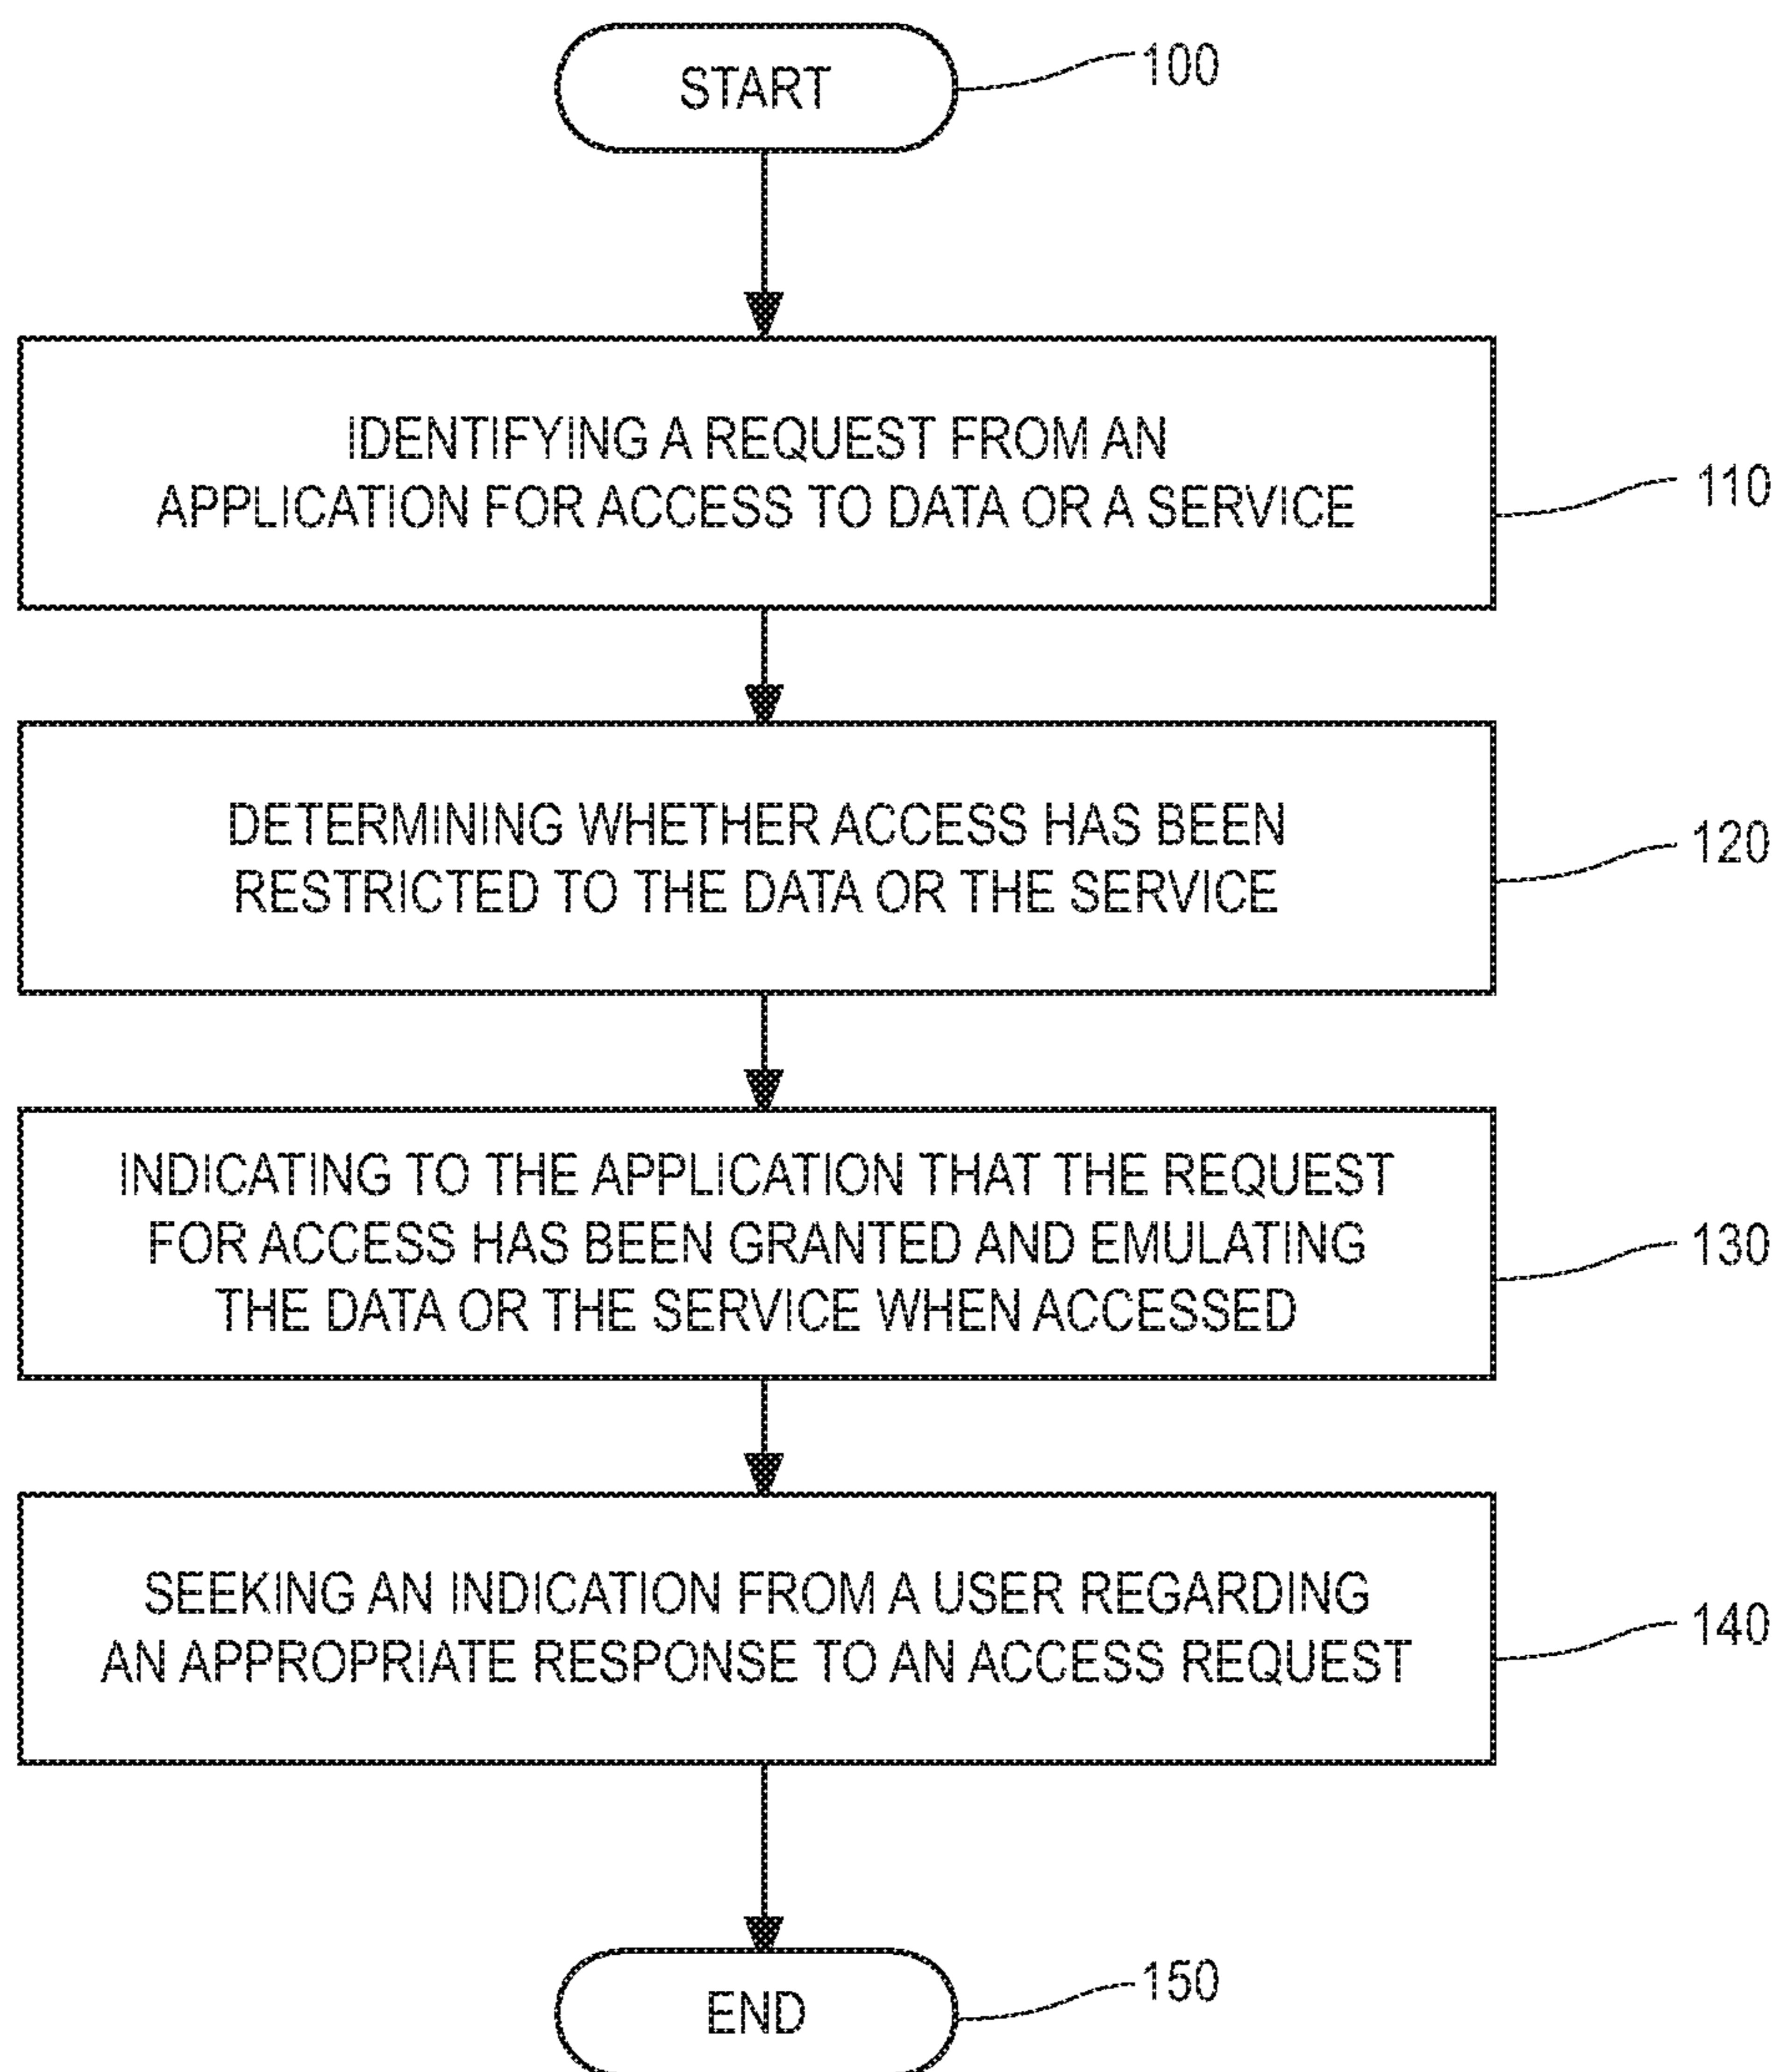 START
100
IDENTIFYING A REQUEST FROM AN
APPLICATION FOR ACCESS TO DATA OR A SERVICE
110
DETERMINING WHETHER ACCESS HAS BEEN
RESTRICTED TO THE DATA OR THE SERVICE
120
INDICATING TO THE APPLICATION THAT THE REQUEST
FOR ACCESS HAS BEEN GRANTED AND EMULATING
THE DATA OR THE SERVICE WHEN ACCESSED
130
SEEKING AN INDICATION FROM A USER REGARDING
AN APPROPRIATE RESPONSE TO AN ACCESS REQUEST
140
END
150